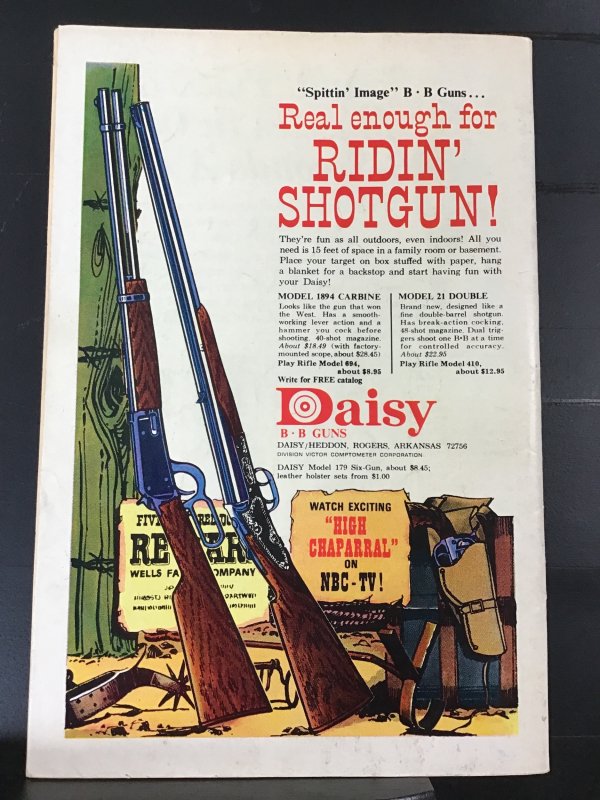 "Spittin' Image" B·B Guns...
Real enough for
RIDIN'
SHOTGUN!
They're fun as all outdoors, even indoors! All you
need is 15 feet of space in a family room or basement.
Place your target on box stuffed with paper, hang
a blanket for a backstop and start having fun with
your Daisy!
MODEL 1894 CARBINE
Looks like the gun that won
the West. Has a smooth-
working lever action and a
hammer you cock before
shooting. 40-shot magazine.
About $18.49 (with factory-
mounted scope, about $28.45)
Play Rifle Model 694,
about $8.95
Write for FREE catalog
MODEL 21 DOUBLE
Brand new, designed like a
fine double-barrel shotgun.
Has break-action cocking,
48-shot magazine. Dual trig-
gers shoot one B·B at a time
for controlled accuracy.
About $22.95
Play Rifle Model 410,
about $12.95
Daisy
B·B GUNS
DAISY/HEDDON, ROGERS, ARKANSAS 72756
DIVISION VICTOR COMPTOMETER CORPORATION
DAISY Model 179 Six-Gun, about $8.45;
leather holster sets from $1.00
WELLS
WATCH EXCITING
"HIGH
CHAPARRAL"
ON
NBC-TV!